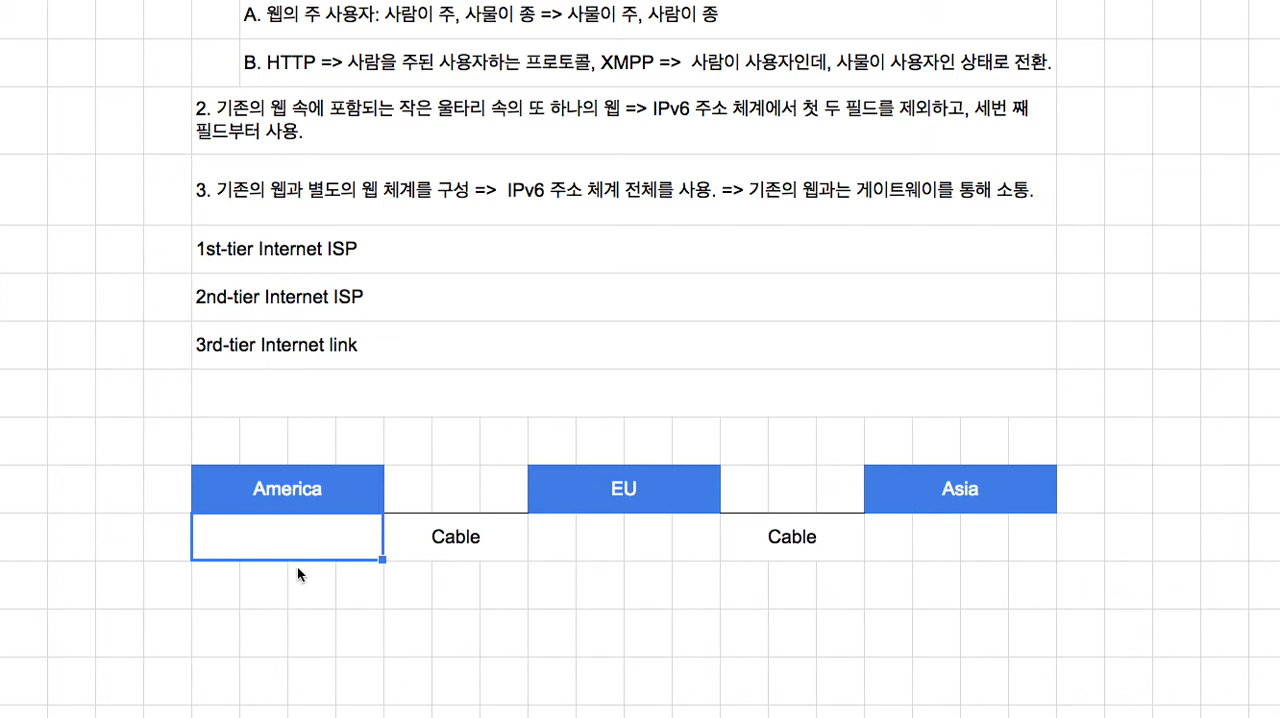 A. 웹의 주 사용자: 사람이 주, 사물이 종 => 사물이 주, 사람이 종
B. HTTP => 사람을 주된 사용자하는 프로토콜, XMPP => 사람이 사용자인데, 사물이 사용자인 상태로 전환.
2. 기존의 웹 속에 포함되는 작은 울타리 속의 또 하나의 웹 => IPv6 주소 체계에서 첫 두 필드를 제외하고, 세번 째
필드부터 사용.
3. 기존의 웹과 별도의 웹 체계를 구성 => IPv6 주소 체계 전체를 사용. => 기존의 웹과는 게이트웨이를 통해 소통.
1st-tier Internet ISP
2nd-tier Internet ISP
3rd-tier Internet link
America EU Asia
Cable Cable